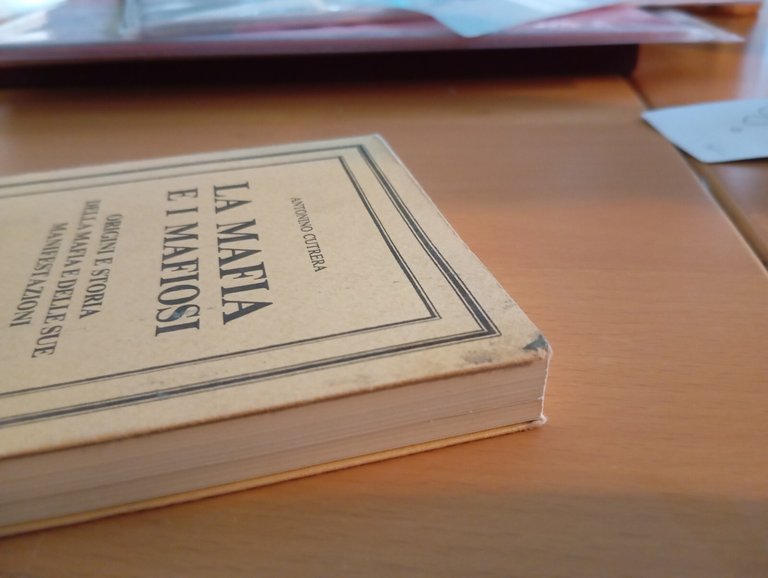 ANTONINO CUTRERA
LA MAFIA
E I MAFIOSI
ORIGINI E STORIA
DELLA MAFIA E DELLE SUE
MANIFESTAZIONI